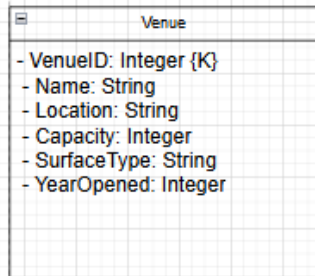 Venue
- VenueID: Integer {K}
- Name: String
- Location: String
- Capacity: Integer
- SurfaceType: String
- YearOpened: Integer